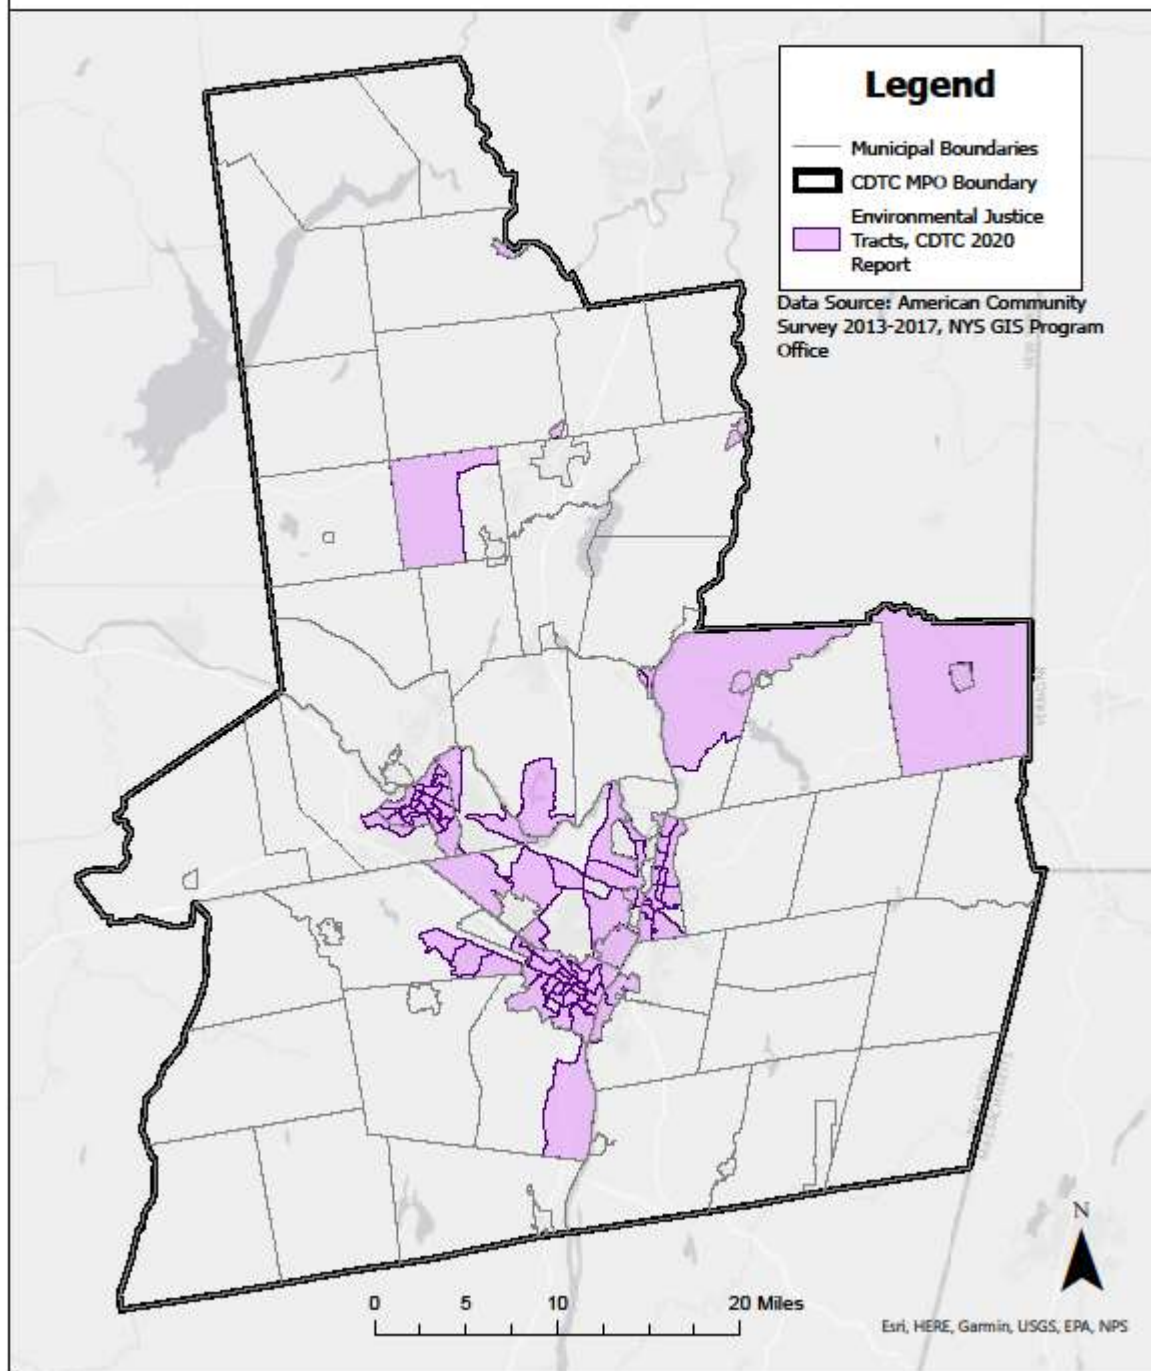 Legend
Municipal Boundaries
CDTC MPO Boundary
Environmental Justice
Tracts, CDTC 2020
Report
Data Source: American Community
Survey 2013-2017, NYS GIS Program
Office
VERMONT
N
0 5 10 20 Miles
Esri, HERE, Garmin, USGS, EPA, NPS